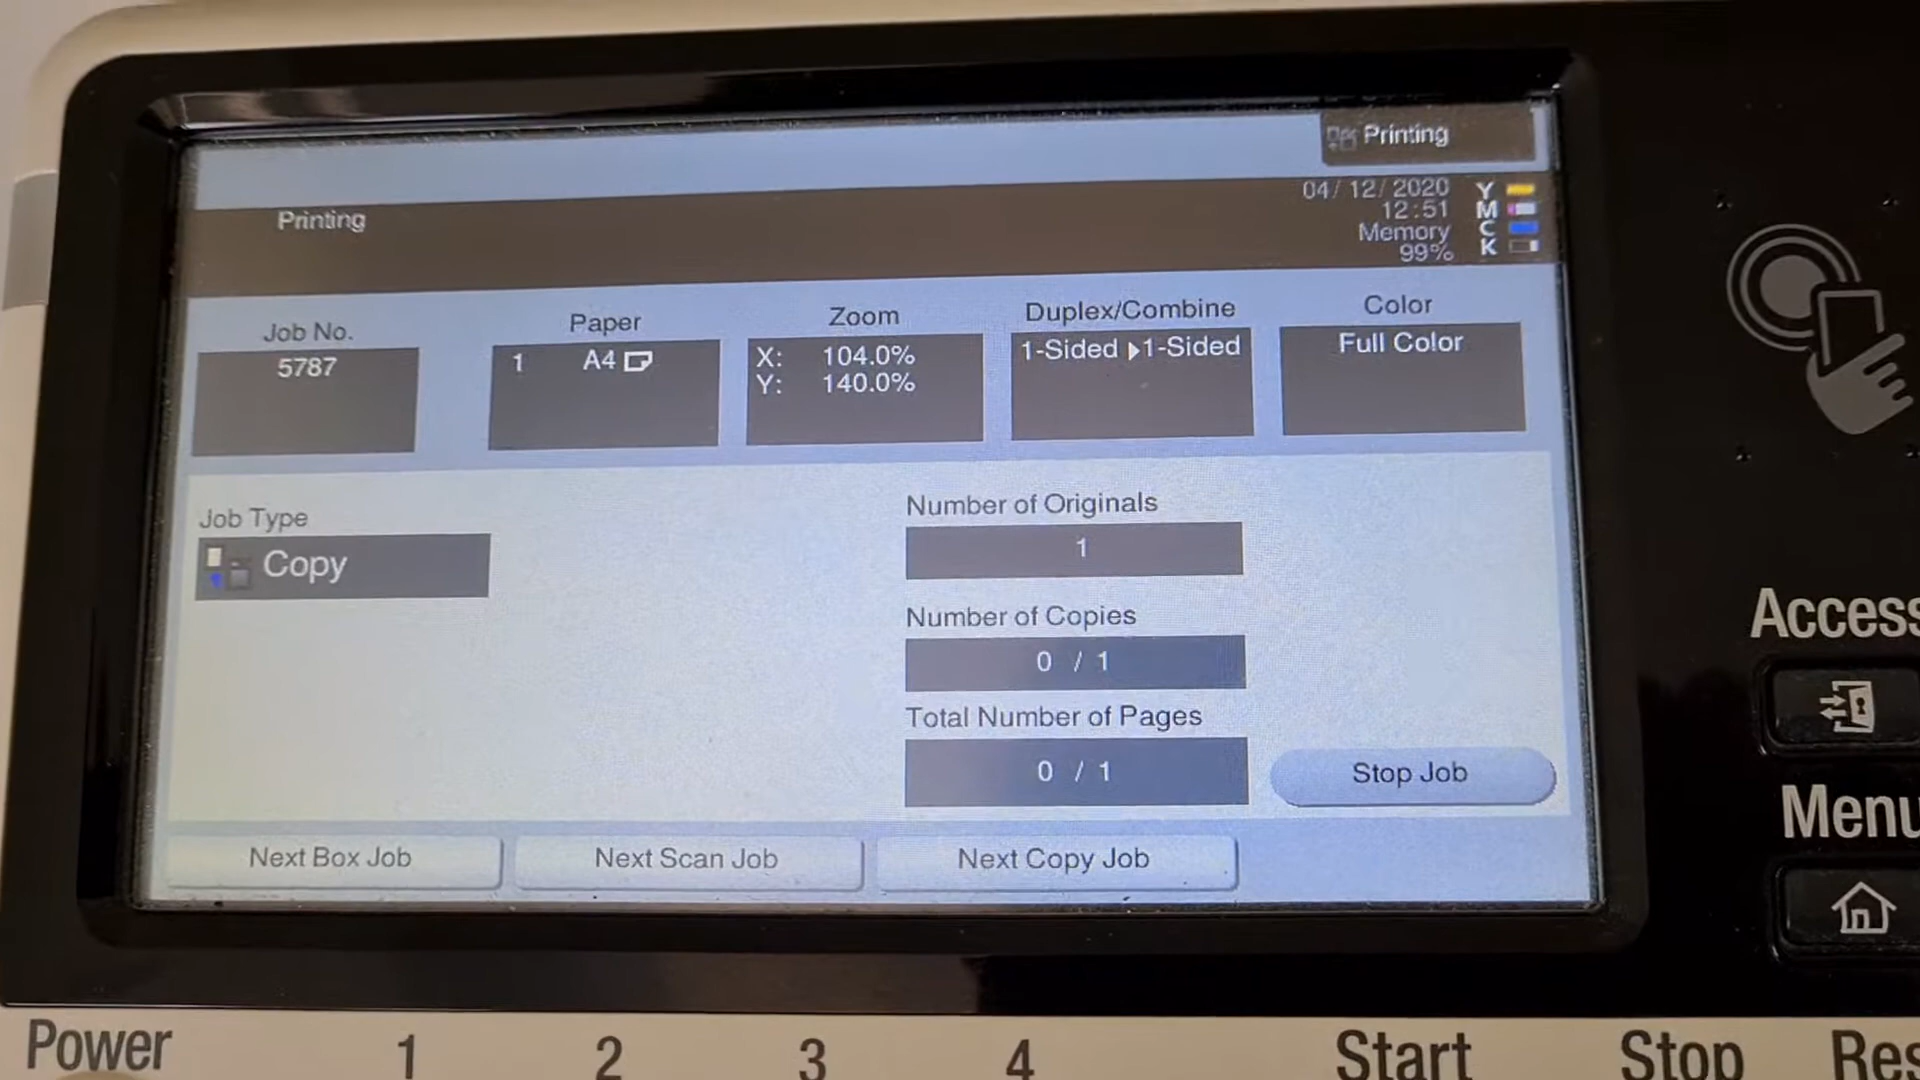 Printing
04/12/2020 Y
Printing 12:51 M
Memory C
99% K
Job No. Paper Zoom Duplex/Combine Color
5787 1 A4 X: 104.0% 1-Sided ▶1-Sided Full Color
Y: 140.0%
Job Type Number of Originals
Copy 1
Number of Copies
0 / 1
Total Number of Pages
0 / 1 Stop Job
Next Box Job Next Scan Job Next Copy Job
Access
Menu
Power 1 2 3 4 Start Stop Res